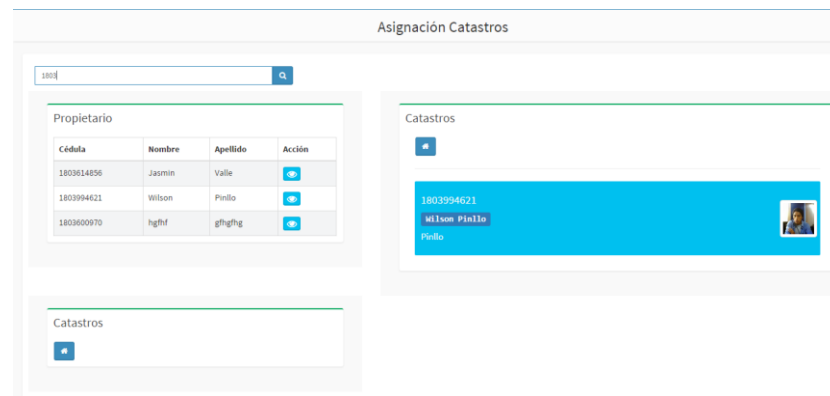 Asignación Catastros
1803
Propietario
Cédula Nombre Apellido Acción
1803614856 Jasmin Valle
1803994621 Wilson Pinllo
1803600970 hgfhf gfhgfhg
Catastros
1803994621
Wilson Pinllo
Pinllo
Catastros